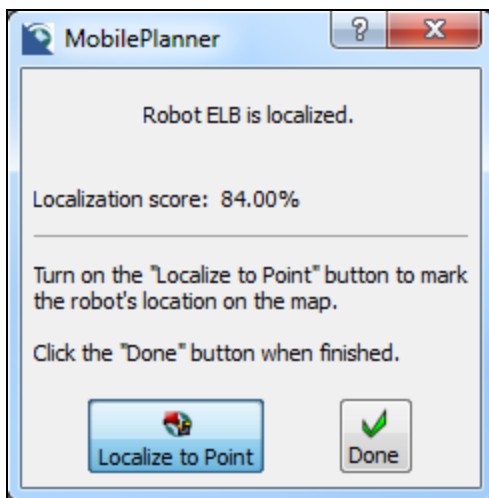 MobilePlanner
Robot ELB is localized.
Localization score: 84.00%
Turn on the "Localize to Point" button to mark
the robot's location on the map.
Click the "Done" button when finished.
Localize to Point
Done